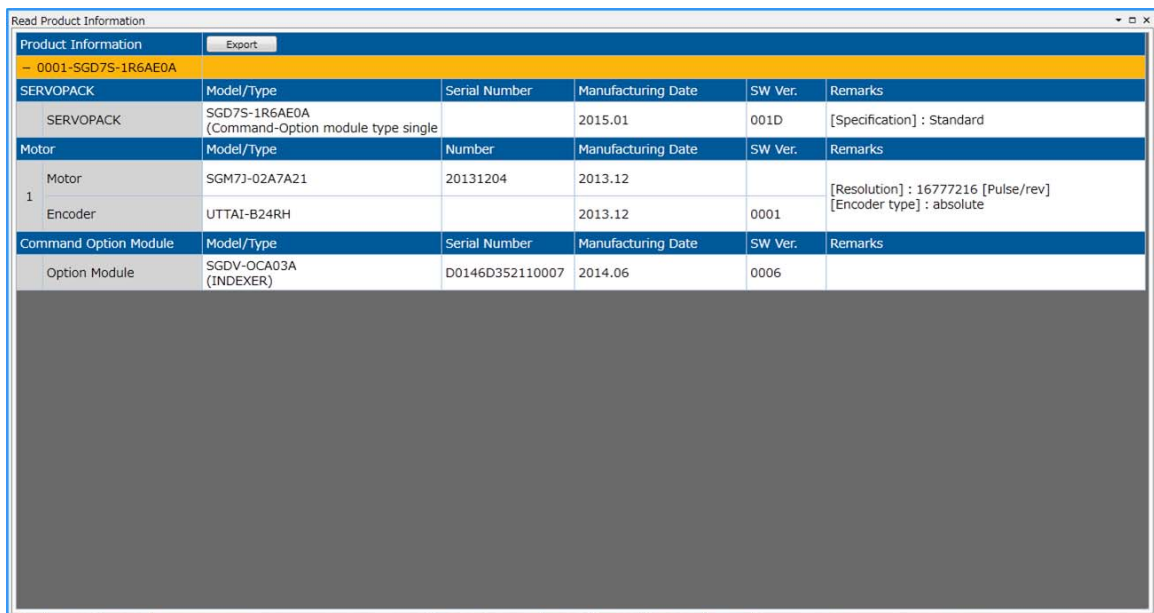 Read Product Information
Product Information Export
− 0001-SGD7S-1R6AE0A
SERVOPACK Model/Type Serial Number Manufacturing Date SW Ver. Remarks
SERVOPACK SGD7S-1R6AE0A 2015.01 001D [Specification] : Standard
(Command-Option module type single
Motor Model/Type Number Manufacturing Date SW Ver. Remarks
1 Motor SGM7J-02A7A21 20131204 2013.12 [Resolution] : 16777216 [Pulse/rev]
Encoder UTTAI-B24RH 2013.12 0001 [Encoder type] : absolute
Command Option Module Model/Type Serial Number Manufacturing Date SW Ver. Remarks
Option Module SGDV-OCA03A D0146D352110007 2014.06 0006
(INDEXER)